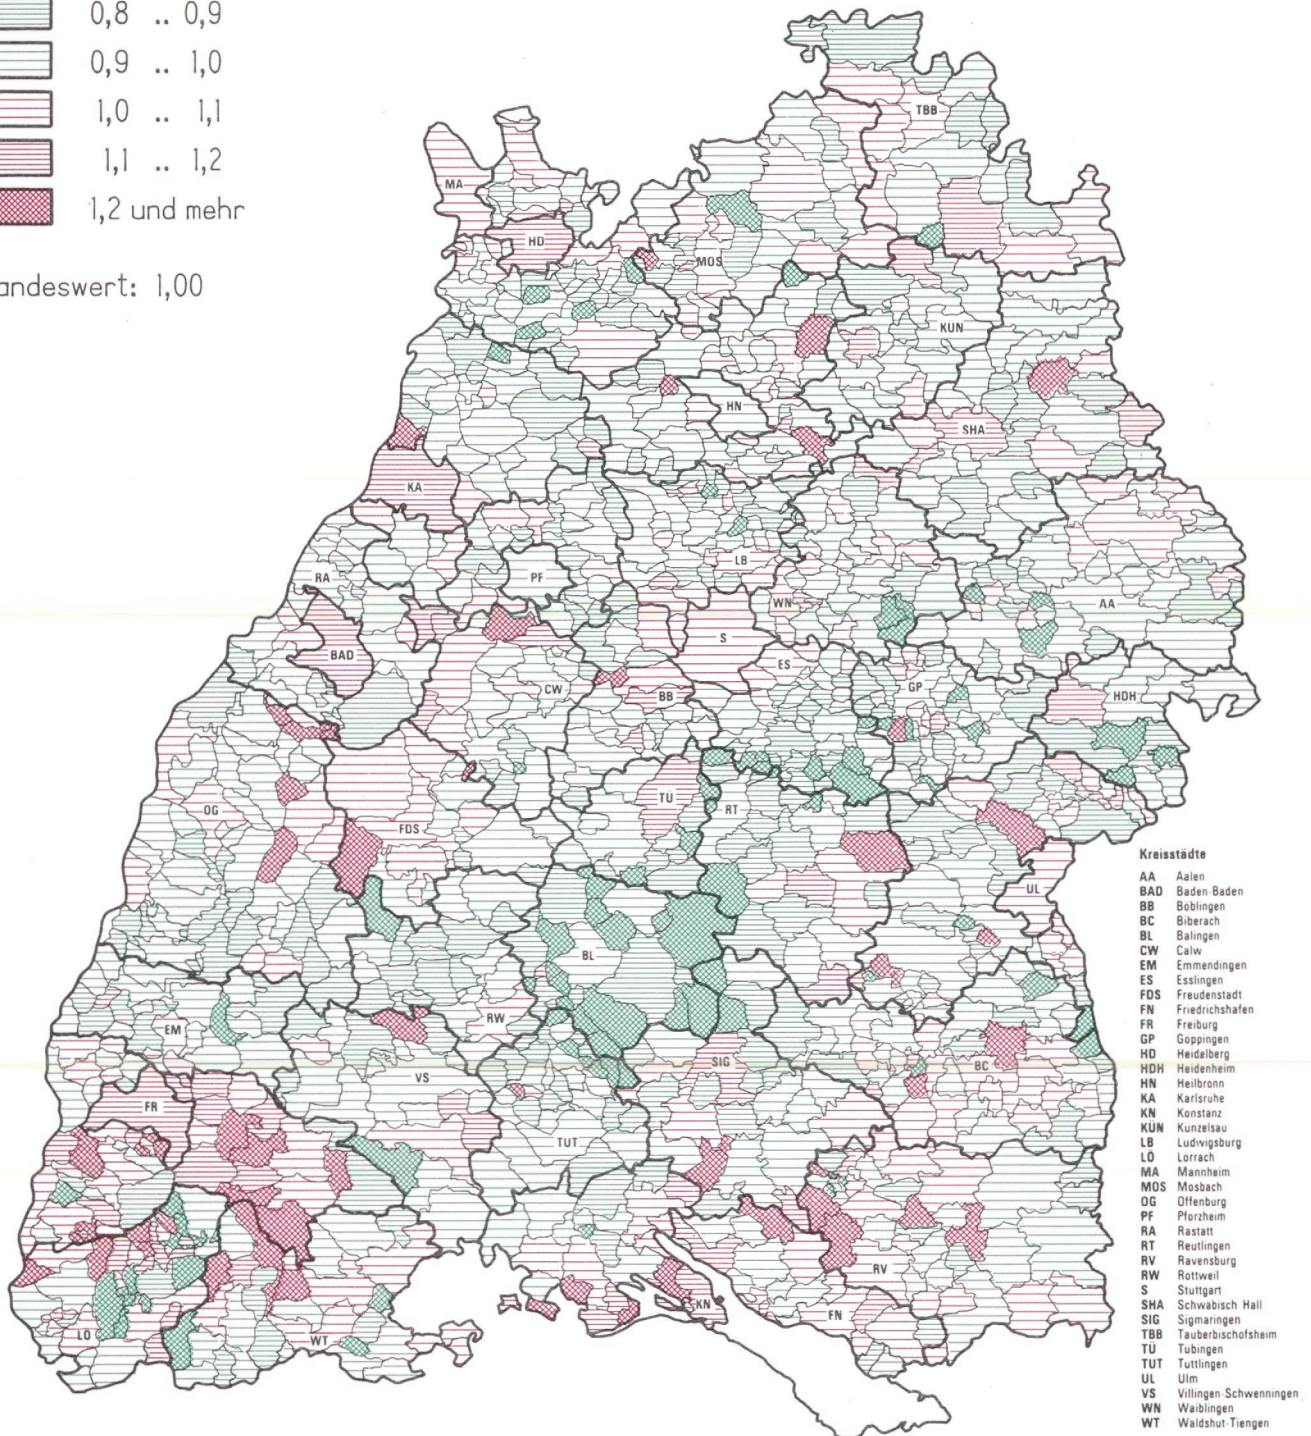 0,8 .. 0,9
0,9 .. 1,0
1,0 .. 1,1
1,1 .. 1,2
1,2 und mehr
andeswert: 1,00
TBB
MA
HD
MOS
KÜN
HN
SHA
KA
LB
RA
PF
WN
AA
S
BAD
ES
CW
BB
GP
HDH
TÜ
OG
RT
FDS
UL
BL
RW
EM
SIG
BC
VS
FR
TUT
RV
KN
FN
LÖ
WT
Kreisstädte
AA Aalen
BAD Baden-Baden
BB Böblingen
BC Biberach
BL Balingen
CW Calw
EM Emmendingen
ES Esslingen
FDS Freudenstadt
FN Friedrichshafen
FR Freiburg
GP Göppingen
HD Heidelberg
HDH Heidenheim
HN Heilbronn
KA Karlsruhe
KN Konstanz
KÜN Künzelsau
LB Ludwigsburg
LÖ Lörrach
MA Mannheim
MOS Mosbach
OG Offenburg
PF Pforzheim
RA Rastatt
RT Reutlingen
RV Ravensburg
RW Rottweil
S Stuttgart
SHA Schwäbisch Hall
SIG Sigmaringen
TBB Tauberbischofsheim
TÜ Tübingen
TUT Tuttlingen
UL Ulm
VS Villingen-Schwenningen
WN Waiblingen
WT Waldshut-Tiengen